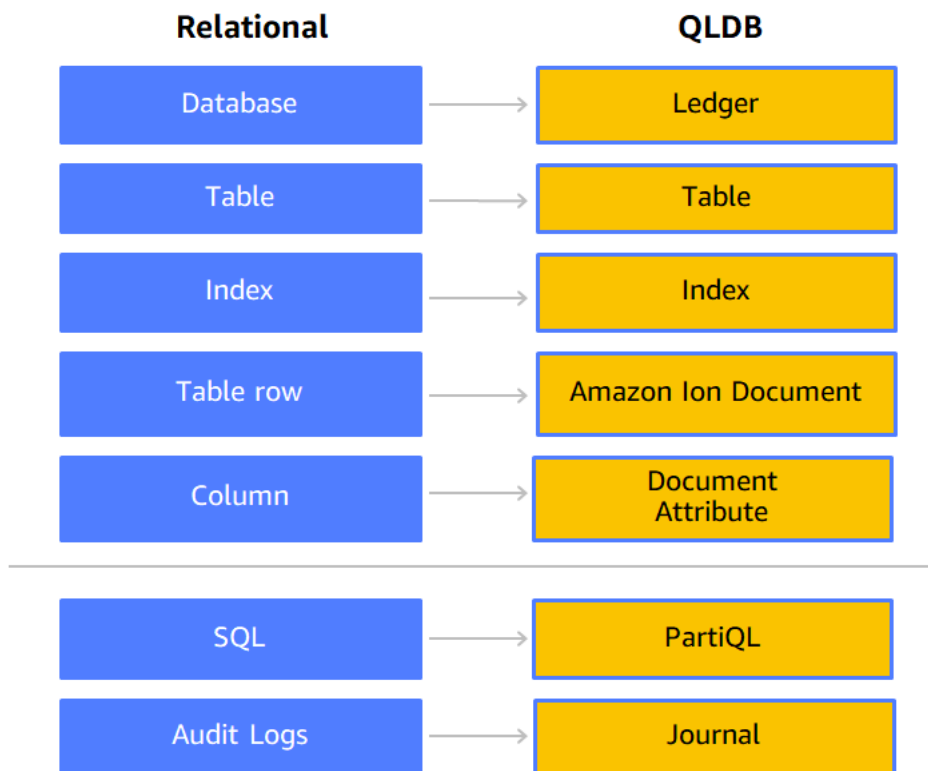 Relational QLDB
Database Ledger
Table Table
Index Index
Table row Amazon Ion Document
Column Document
Attribute
SQL PartiQL
Audit Logs Journal